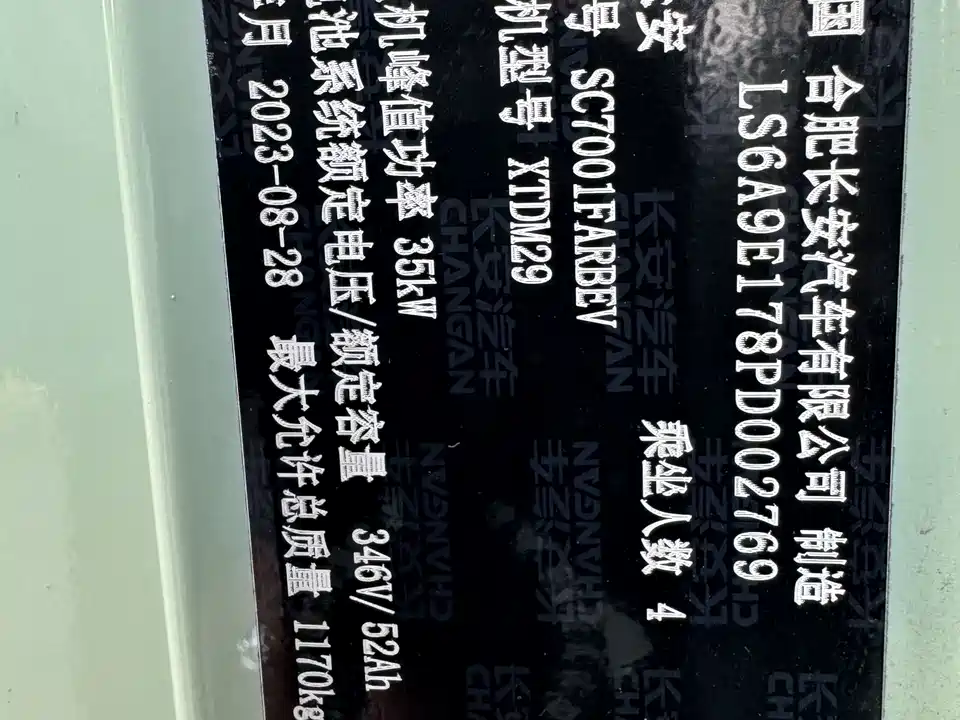 国 合肥长安汽车有限公司 制造
LS6A9E178PD002769
长安 乘坐人数 4
号 SC7001FARBEV
机型号 XTDM29
机峰值功率 35kW
池系统额定电压/额定容量 346V/52Ah
月 2023-08-28 最大允许总质量 1170kg